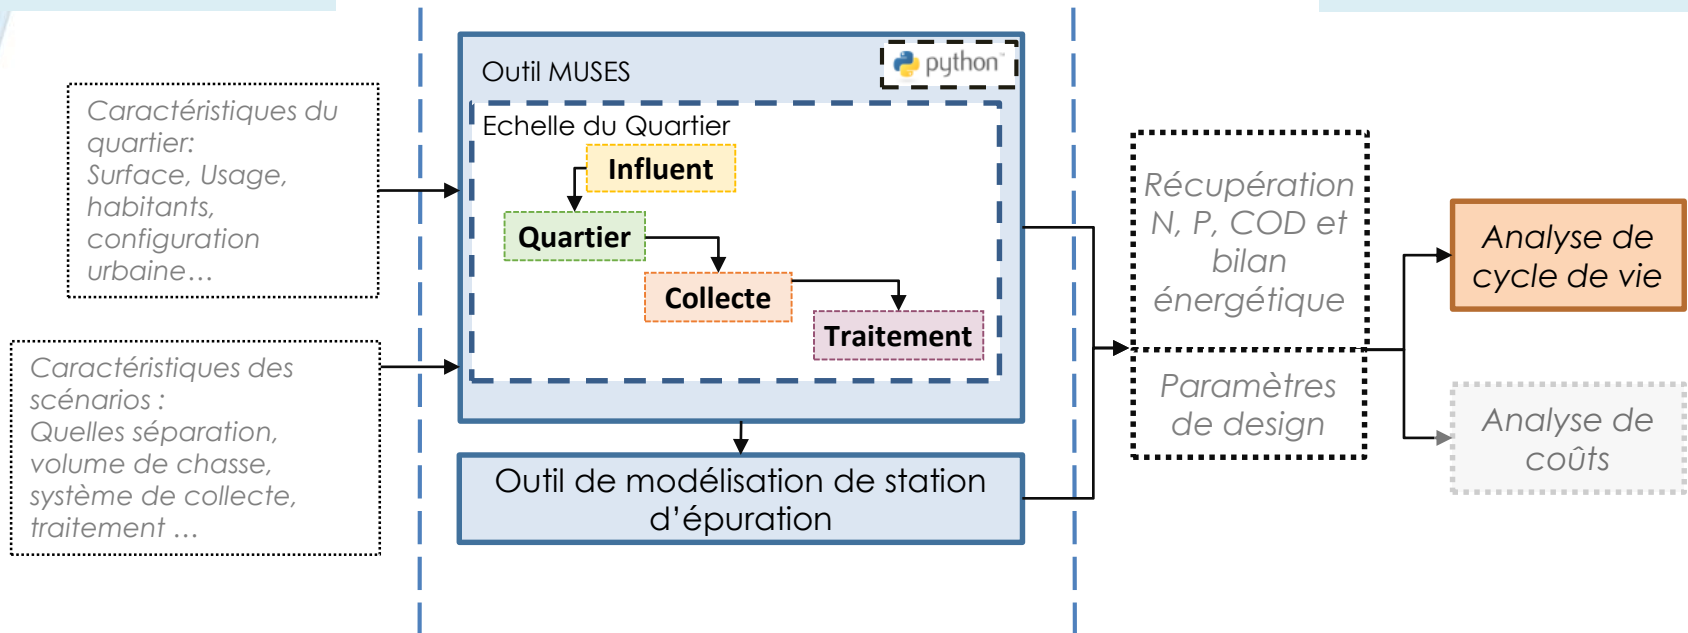 Caractéristiques du
quartier:
Surface, Usage,
habitants,
configuration
urbaine...
Caractéristiques des
scénarios :
Quelles séparation,
volume de chasse,
système de collecte,
traitement ...
Outil MUSES
python™
Echelle du Quartier
Influent
Quartier
Collecte
Traitement
Outil de modélisation de station
d'épuration
Récupération
N, P, COD et
bilan
énergétique
Paramètres
de design
Analyse de
cycle de vie
Analyse de
coûts